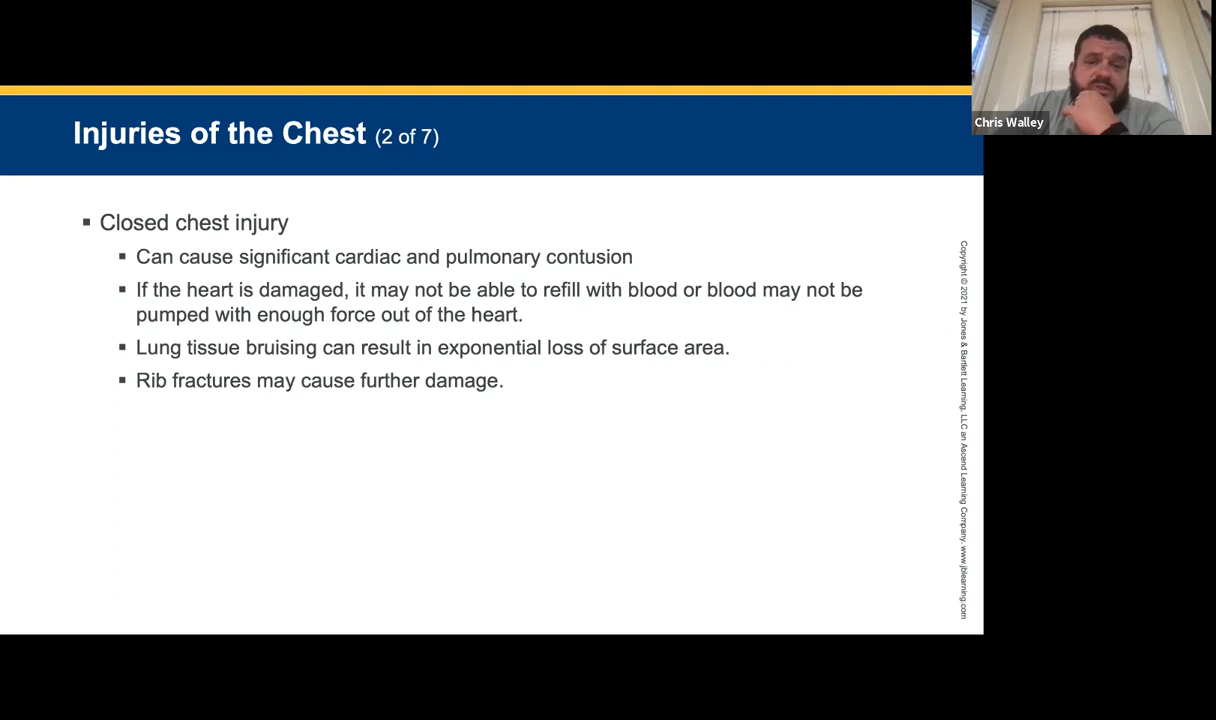 Injuries of the Chest (2 of 7)
Chris Walley
▪ Closed chest injury
▪ Can cause significant cardiac and pulmonary contusion
▪ If the heart is damaged, it may not be able to refill with blood or blood may not be
pumped with enough force out of the heart.
▪ Lung tissue bruising can result in exponential loss of surface area.
▪ Rib fractures may cause further damage.
Copyright © 2021 by Jones & Bartlett Learning, LLC an Ascend Learning Company. www.jblearning.com